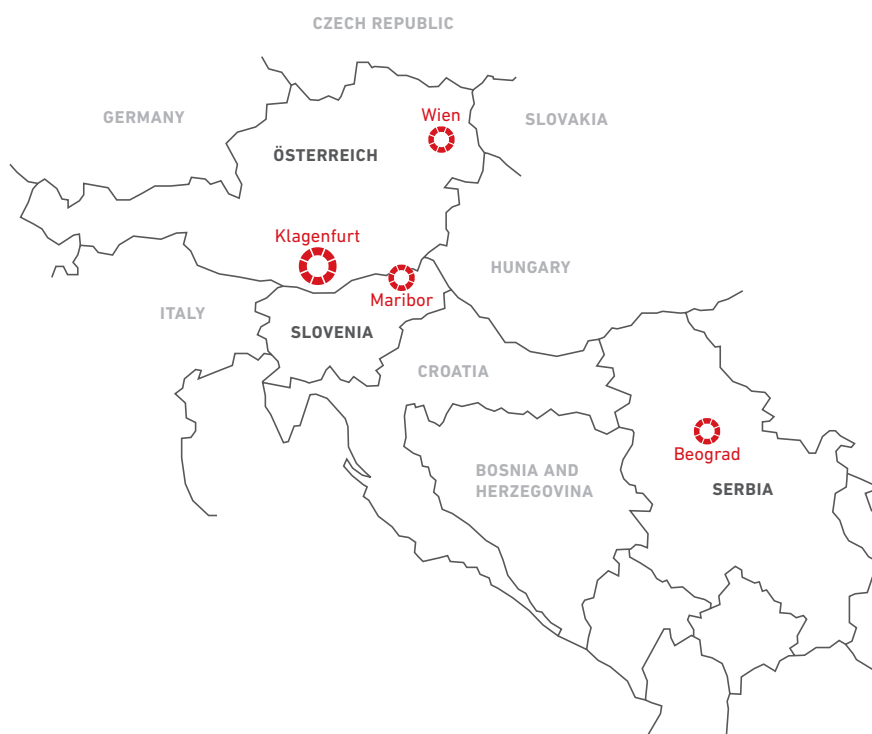 CZECH REPUBLIC
GERMANY
Wien
SLOVAKIA
ÖSTERREICH
Klagenfurt
HUNGARY
Maribor
ITALY
SLOVENIA
CROATIA
Beograd
BOSNIA AND
HERZEGOVINA
SERBIA